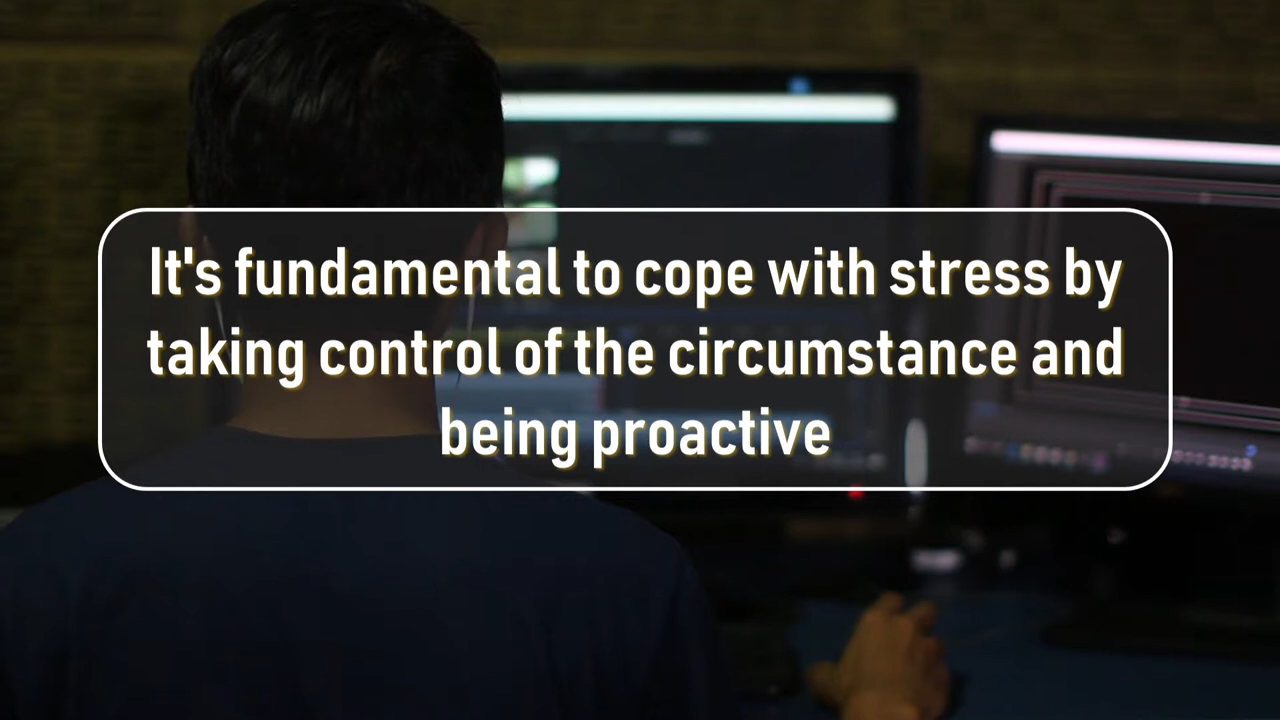 It's fundamental to cope with stress by
taking control of the circumstance and
being proactive